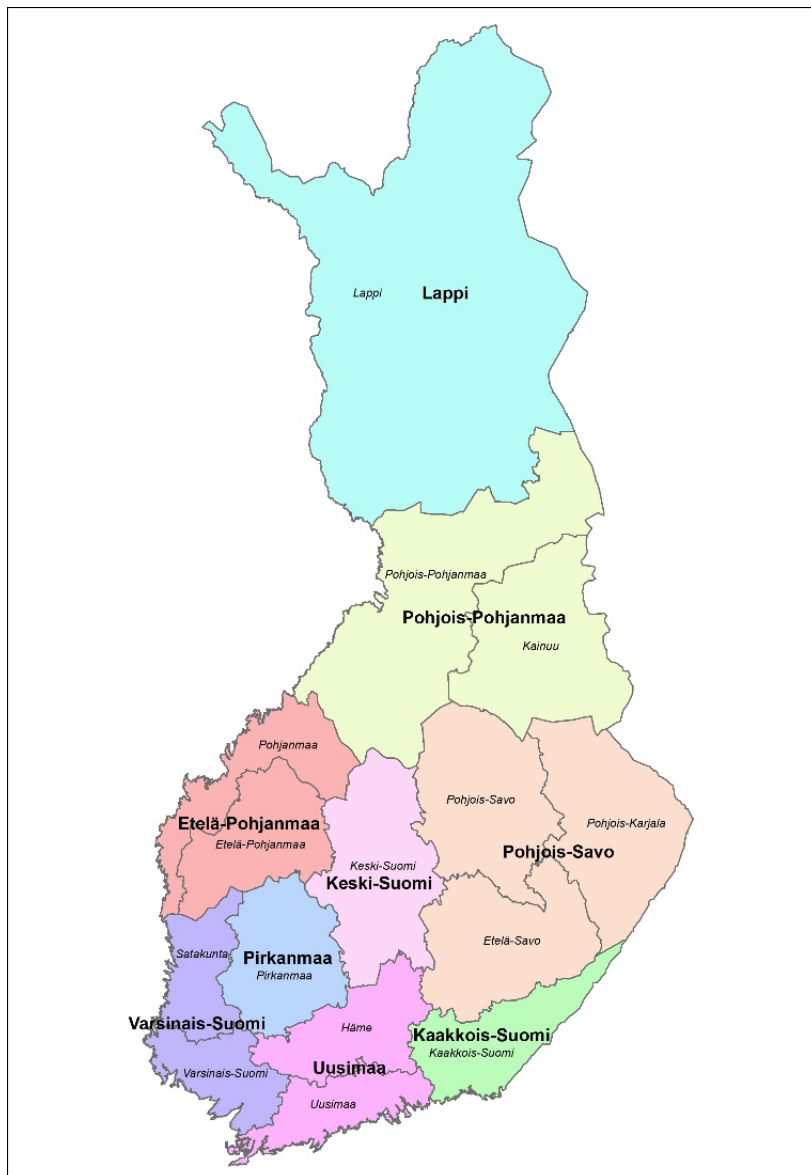 Lappi
Lappi
Pohjois-Pohjanmaa
Pohjois-Pohjanmaa
Kainuu
Pohjanmaa
Pohjois-Savo
Etelä-Pohjanmaa
Pohjois-Karjala
Etelä-Pohjanmaa
Pohjois-Savo
Keski-Suomi
Keski-Suomi
Etelä-Savo
Satakunta
Pirkanmaa
Pirkanmaa
Varsinais-Suomi
Häme
Kaakkois-Suomi
Kaakkois-Suomi
Uusimaa
Varsinais-Suomi
Uusimaa